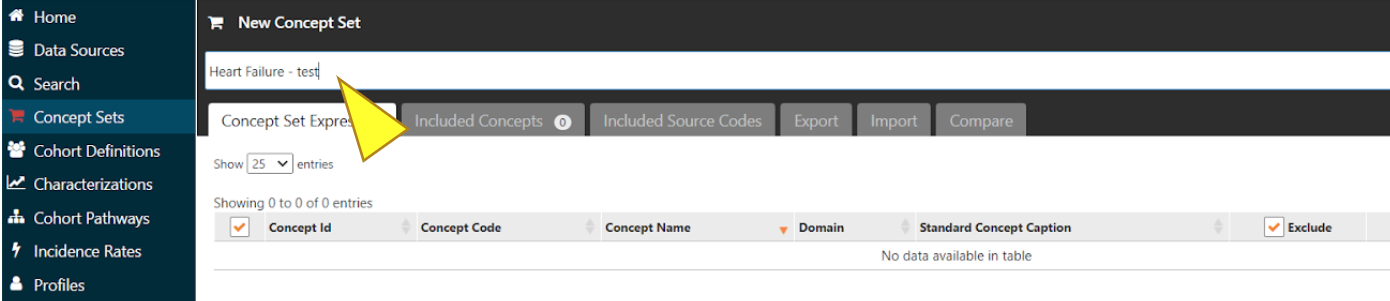 Home
Data Sources
Search
Concept Sets
Cohort Definitions
Characterizations
Cohort Pathways
Incidence Rates
Profiles
New Concept Set
Heart Failure - test
Concept Set Expres Included Concepts 0 Included Source Codes Export Import Compare
Show 25 entries
Showing 0 to 0 of 0 entries
Concept Id Concept Code Concept Name Domain Standard Concept Caption Exclude
No data available in table